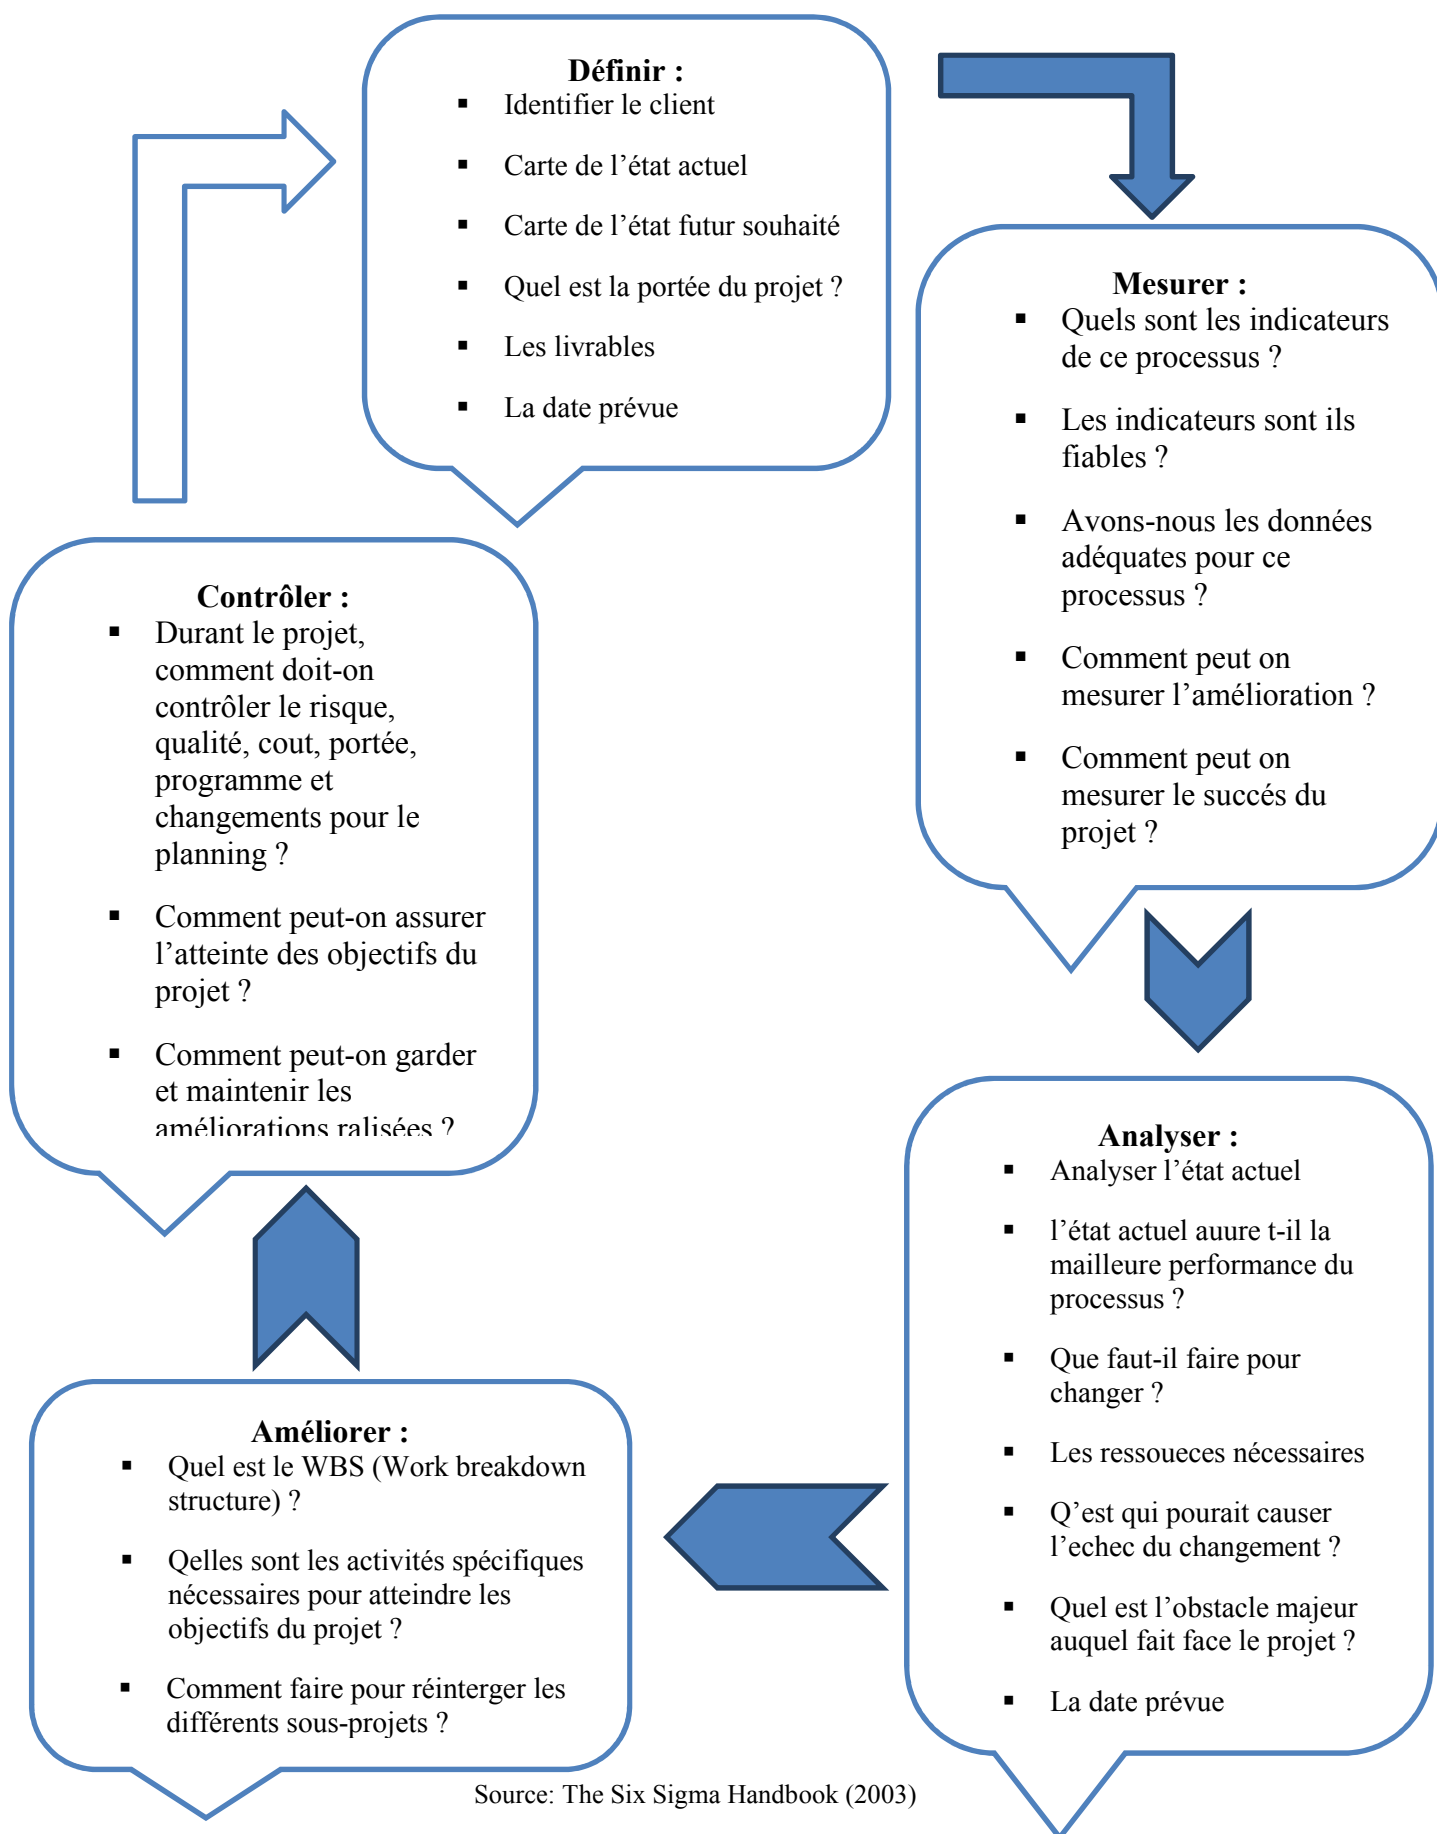 Définir :
▪ Identifier le client
▪ Carte de l’état actuel
▪ Carte de l’état futur souhaité
▪ Quel est la portée du projet ?
▪ Les livrables
▪ La date prévue
Mesurer :
▪ Quels sont les indicateurs
de ce processus ?
▪ Les indicateurs sont ils
fiables ?
▪ Avons-nous les données
adéquates pour ce
processus ?
▪ Comment peut on
mesurer l’amélioration ?
▪ Comment peut on
mesurer le succés du
projet ?
Analyser :
▪ Analyser l’état actuel
▪ l’état actuel auure t-il la
mailleure performance du
processus ?
▪ Que faut-il faire pour
changer ?
▪ Les ressoueces nécessaires
▪ Q’est qui pourait causer
l’echec du changement ?
▪ Quel est l’obstacle majeur
auquel fait face le projet ?
▪ La date prévue
Améliorer :
▪ Quel est le WBS (Work breakdown
structure) ?
▪ Qelles sont les activités spécifiques
nécessaires pour atteindre les
objectifs du projet ?
▪ Comment faire pour réinterger les
différents sous-projets ?
Contrôler :
▪ Durant le projet,
comment doit-on
contrôler le risque,
qualité, cout, portée,
programme et
changements pour le
planning ?
▪ Comment peut-on assurer
l’atteinte des objectifs du
projet ?
▪ Comment peut-on garder
et maintenir les
améliorations ralisées ?
Source: The Six Sigma Handbook (2003)